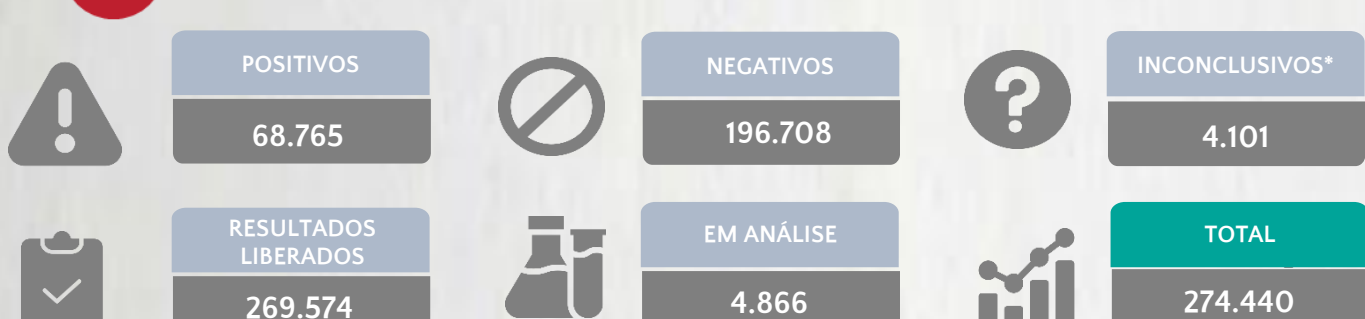 POSITIVOS
68.765
NEGATIVOS
196.708
INCONCLUSIVOS*
4.101
RESULTADOS
LIBERADOS
269.574
EM ANÁLISE
4.866
TOTAL
274.440